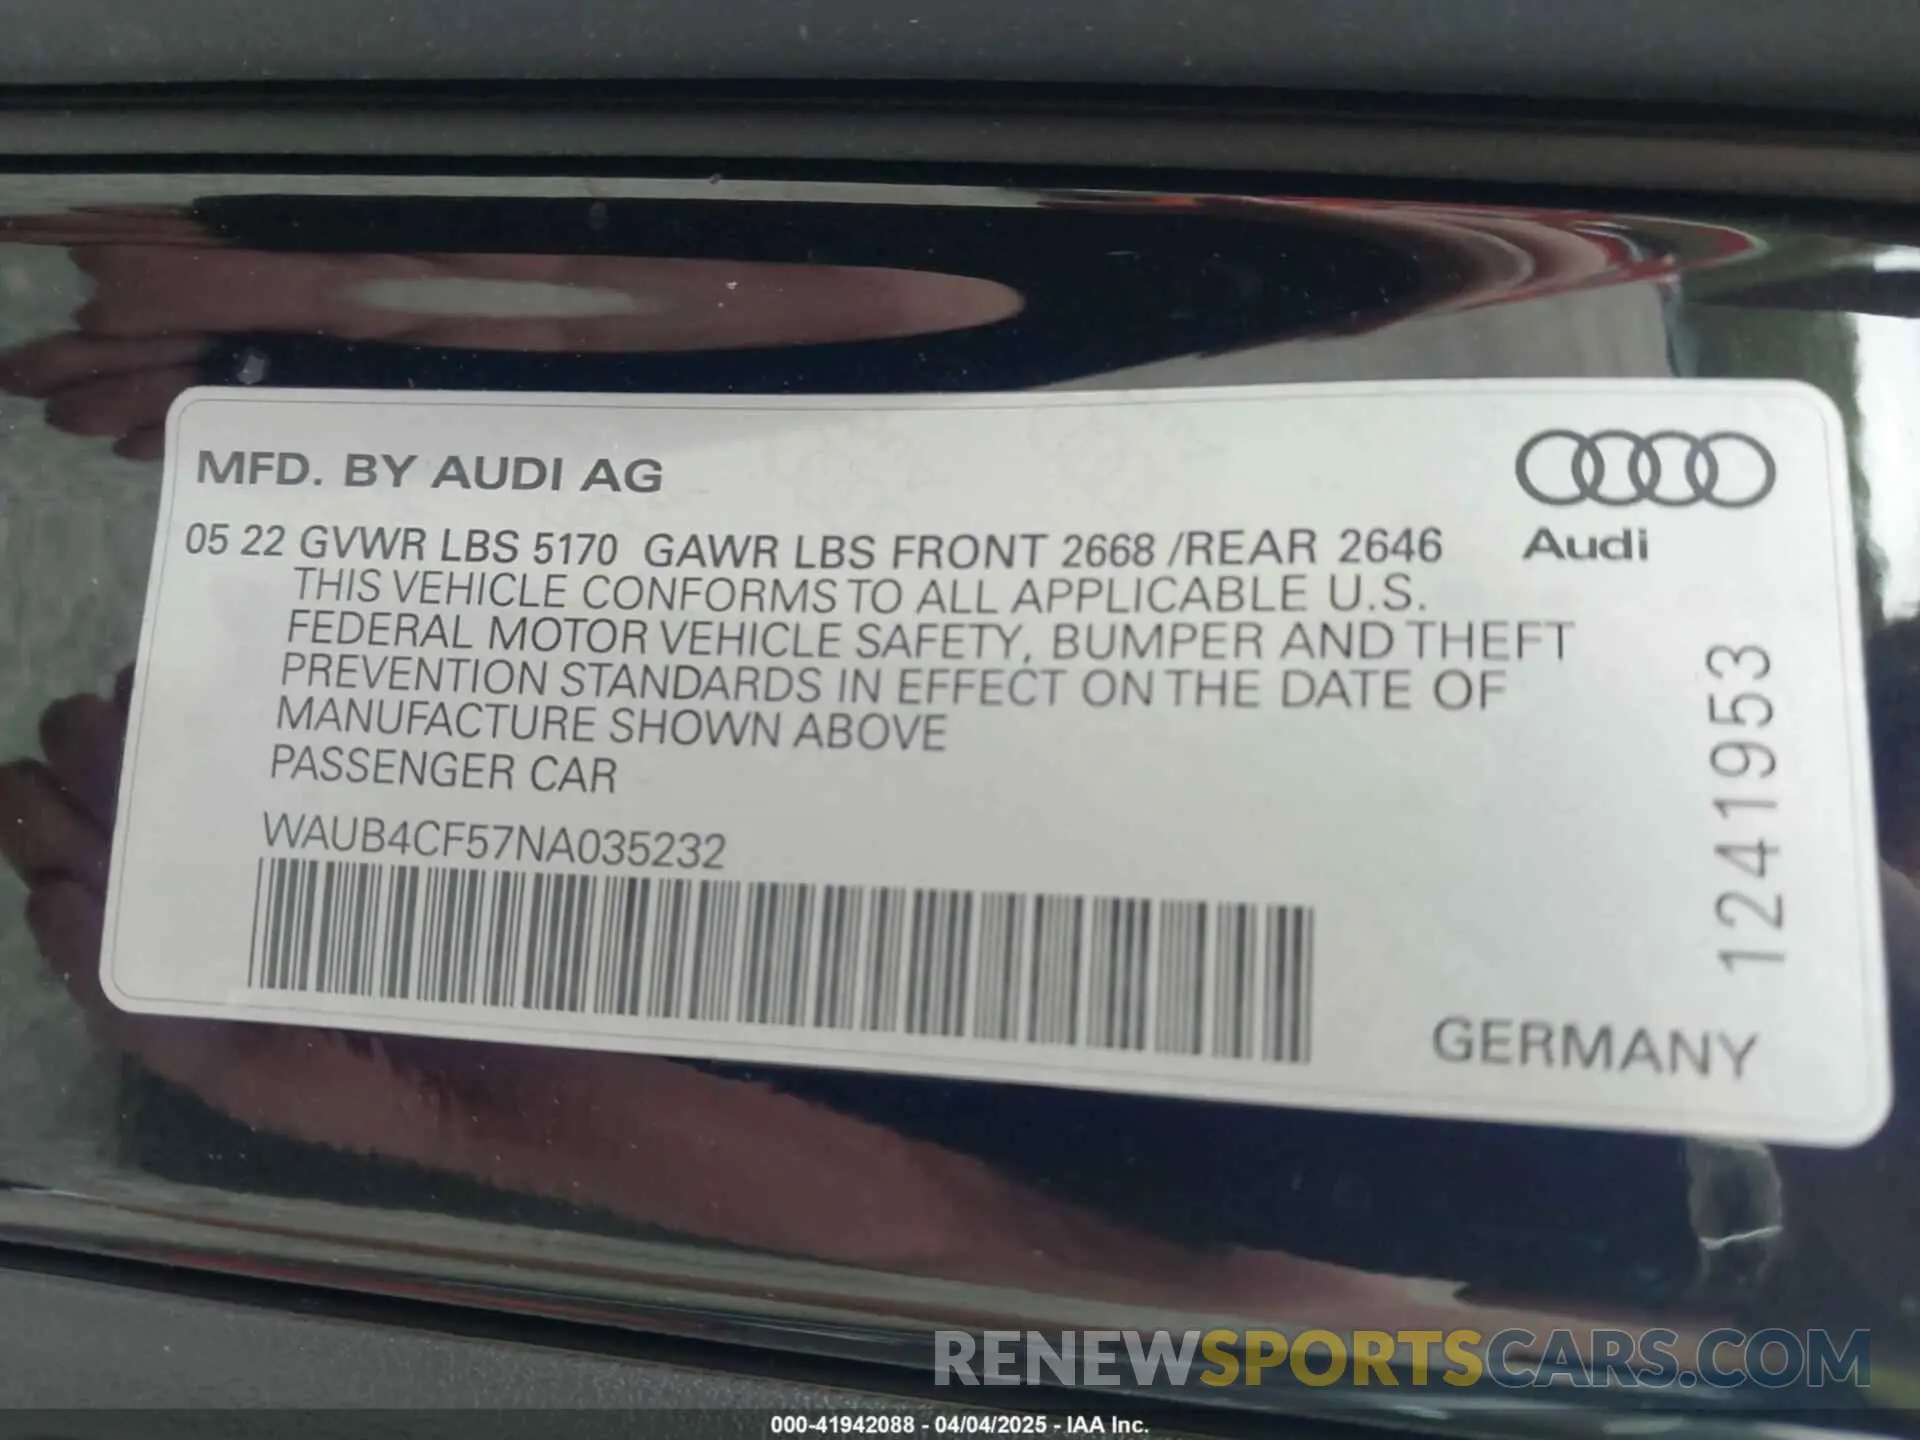 MFD. BY AUDI AG
Audi
05 22 GVWR LBS 5170 GAWR LBS FRONT 2668 /REAR 2646
THIS VEHICLE CONFORMS TO ALL APPLICABLE U.S.
FEDERAL MOTOR VEHICLE SAFETY, BUMPER AND THEFT
PREVENTION STANDARDS IN EFFECT ON THE DATE OF
MANUFACTURE SHOWN ABOVE
PASSENGER CAR
WAUB4CF57NA035232
1241953
GERMANY
RENEWSPORTSCARS.COM
000-41942088 - 04/04/2025 - IAA Inc.